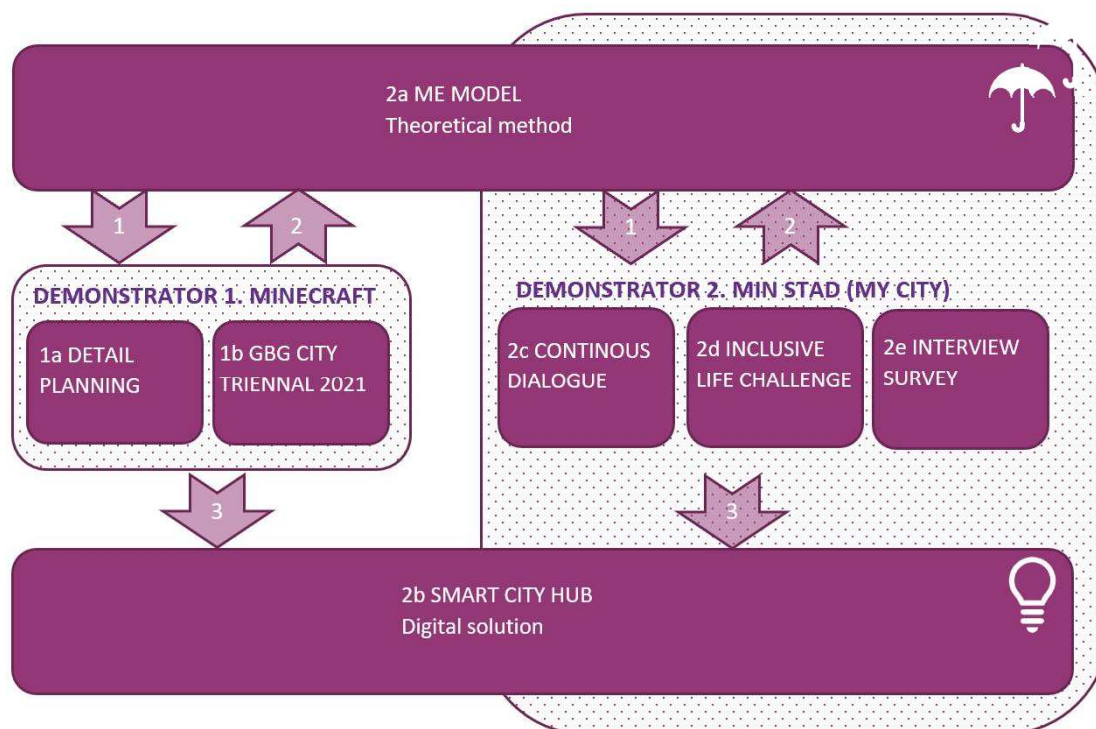 2a ME MODEL
Theoretical method
1
2
1
2
DEMONSTRATOR 1. MINECRAFT
1a DETAIL
PLANNING
1b GBG CITY
TRIENNAL 2021
DEMONSTRATOR 2. MIN STAD (MY CITY)
2c CONTINOUS
DIALOGUE
2d INCLUSIVE
LIFE CHALLENGE
2e INTERVIEW
SURVEY
3
3
2b SMART CITY HUB
Digital solution